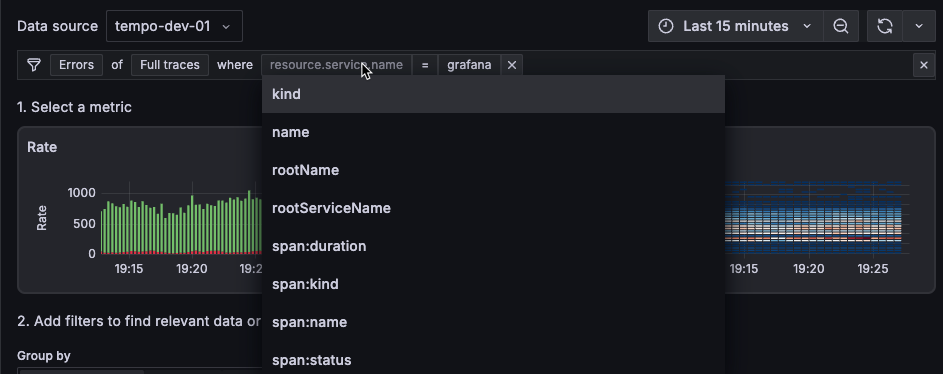 Data source tempo-dev-01 Last 15 minutes
Errors of Full traces where resource.service.name = grafana
kind
1. Select a metric
name
Rate
rootName
rootServiceName
Rate
1000
500
0
19:15 19:20 19:2
19:15 19:20 19:25
span:duration
span:kind
2. Add filters to find relevant data or
span:name
Group by
span:status